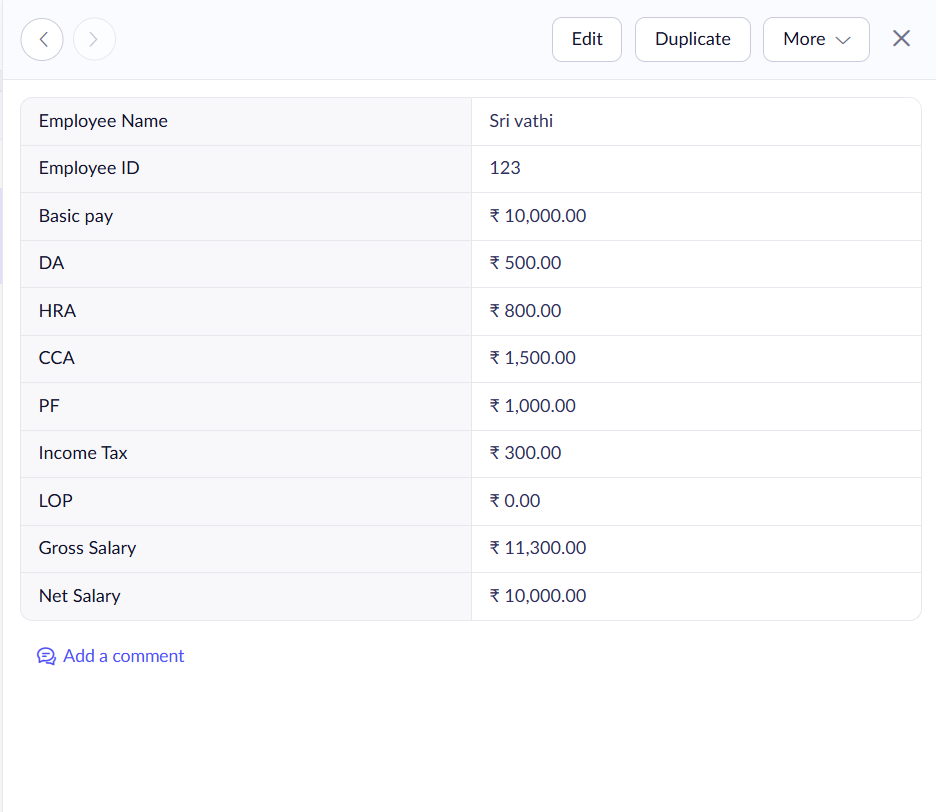 Edit Duplicate More
Employee Name Sri vathi
Employee ID 123
Basic pay ₹ 10,000.00
DA ₹ 500.00
HRA ₹ 800.00
CCA ₹ 1,500.00
PF ₹ 1,000.00
Income Tax ₹ 300.00
LOP ₹ 0.00
Gross Salary ₹ 11,300.00
Net Salary ₹ 10,000.00
Add a comment